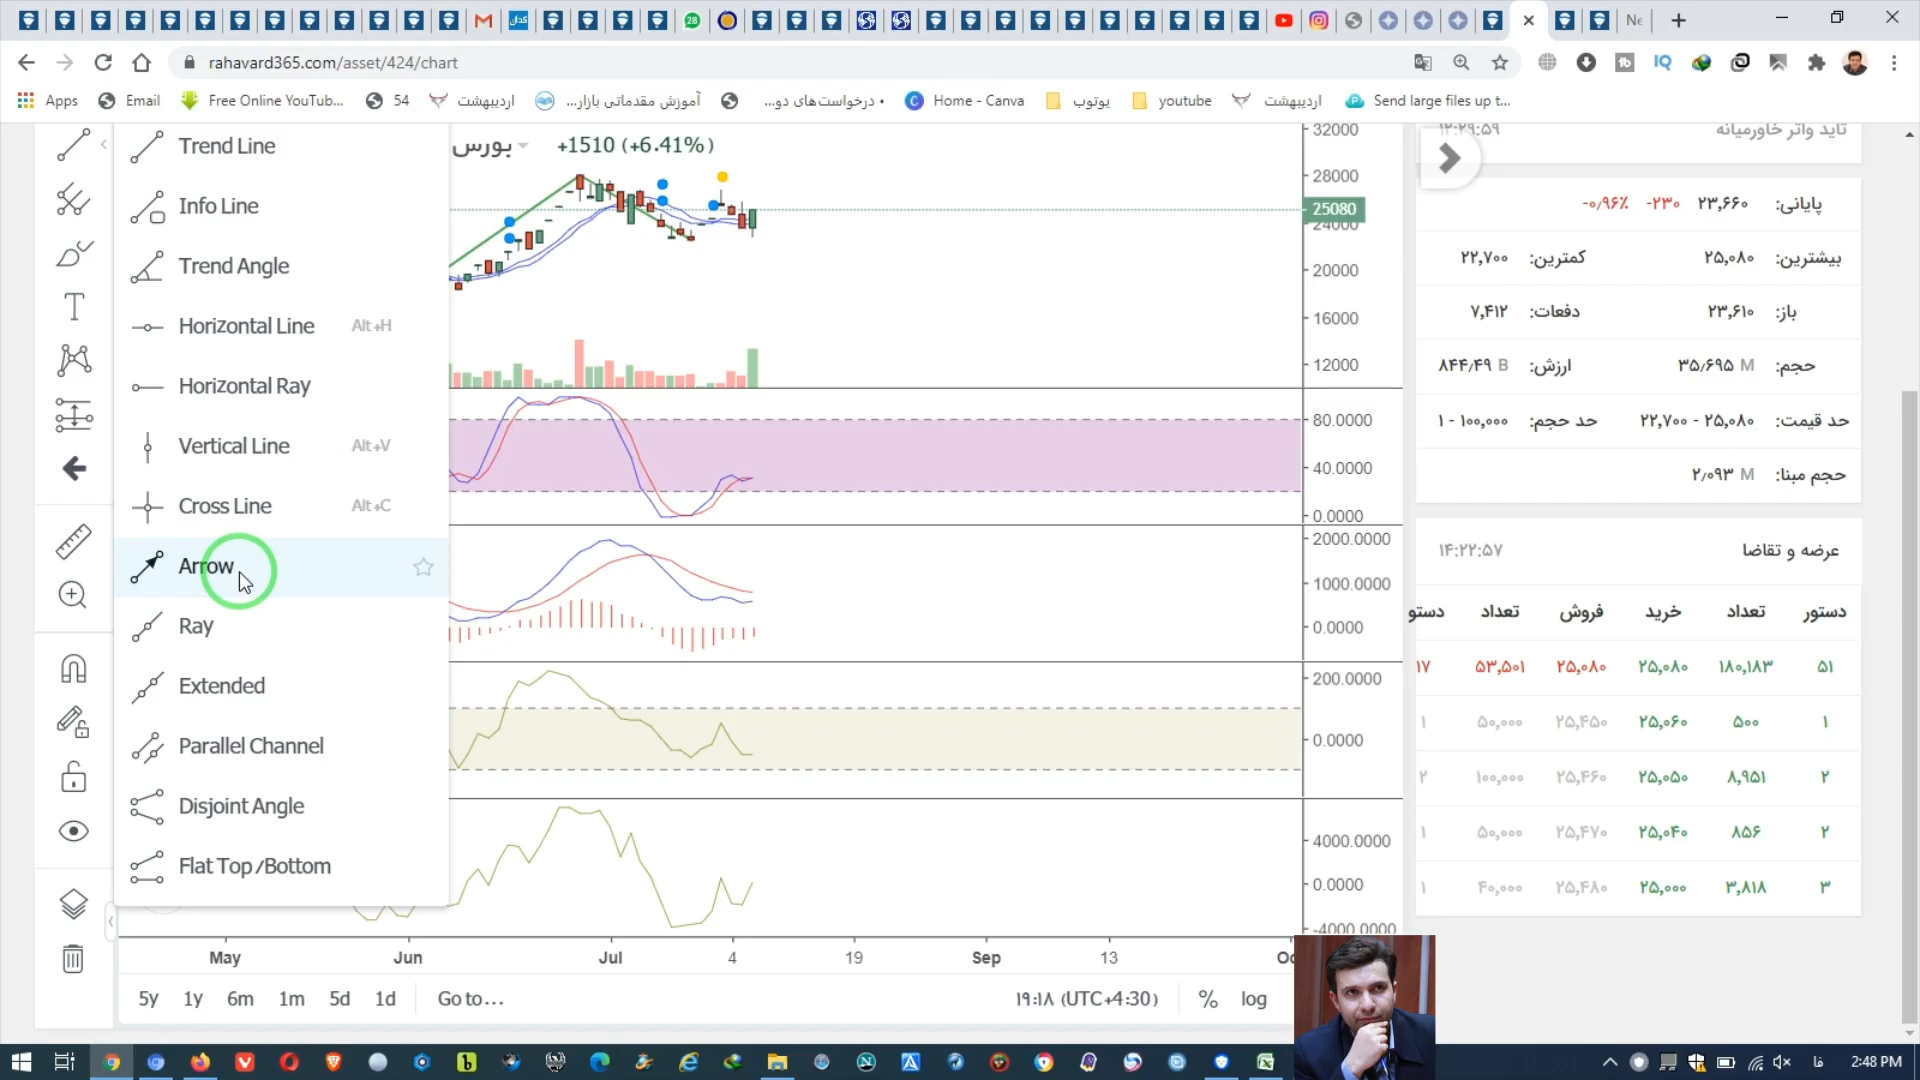 کدال
28
Ne
rahavard365.com/asset/424/chart
Apps
Email
Free Online YouTub...
54
اردیبهشت
آموزش مقدماتی بازار...
درخواست‌های دو...
Home - Canva
یوتوب
youtube
اردیبهشت
Send large files up t...
Trend Line
Info Line
Trend Angle
Horizontal Line Alt+H
Horizontal Ray
Vertical Line Alt+V
Cross Line Alt+C
Arrow
Ray
Extended
Parallel Channel
Disjoint Angle
Flat Top/Bottom
بورس
+1510 (+6.41%)
32000
28000
25080
24000
20000
16000
12000
80.0000
40.0000
0.0000
2000.0000
1000.0000
0.0000
200.0000
0.0000
4000.0000
0.0000
-4000.0000
May Jun Jul 4 19 Sep 13 Oc
5y 1y 6m 1m 5d 1d Go to...
۱۹:۱۸ (UTC+4:30) % log
تاید واتر خاورمیانه ۱۲:۲۹:۵۹
پایانی: ۲۳,۶۶۰ -۲۳۰ -۰/۹۶٪
بیشترین: ۲۵,۰۸۰ کمترین: ۲۲,۷۰۰
باز: ۲۳,۶۱۰ دفعات: ۷,۴۱۲
حجم: ۳۵/۶۹۵ M ارزش: ۸۴۴/۴۹ B
حد قیمت: ۲۲,۷۰۰ - ۲۵,۰۸۰ حد حجم: ۱ - ۱۰۰,۰۰۰
حجم مبنا: ۲/۰۹۳ M
عرضه و تقاضا ۱۴:۲۲:۵۷
دستور تعداد خرید فروش تعداد دستو
۵۱ ۱۸۰,۱۸۳ ۲۵,۰۸۰ ۲۵,۰۸۰ ۵۳,۵۰۱ ۱۷
۱ ۵۰۰ ۲۵,۰۶۰ ۲۵,۴۵۰ ۵۰,۰۰۰ ۱
۲ ۸,۹۵۱ ۲۵,۰۵۰ ۲۵,۴۶۰ ۱۰۰,۰۰۰ ۲
۲ ۸۵۶ ۲۵,۰۴۰ ۲۵,۴۷۰ ۵۰,۰۰۰ ۱
۳ ۳,۸۱۸ ۲۵,۰۰۰ ۲۵,۴۸۰ ۴۰,۰۰۰ ۱
فا
2:48 PM